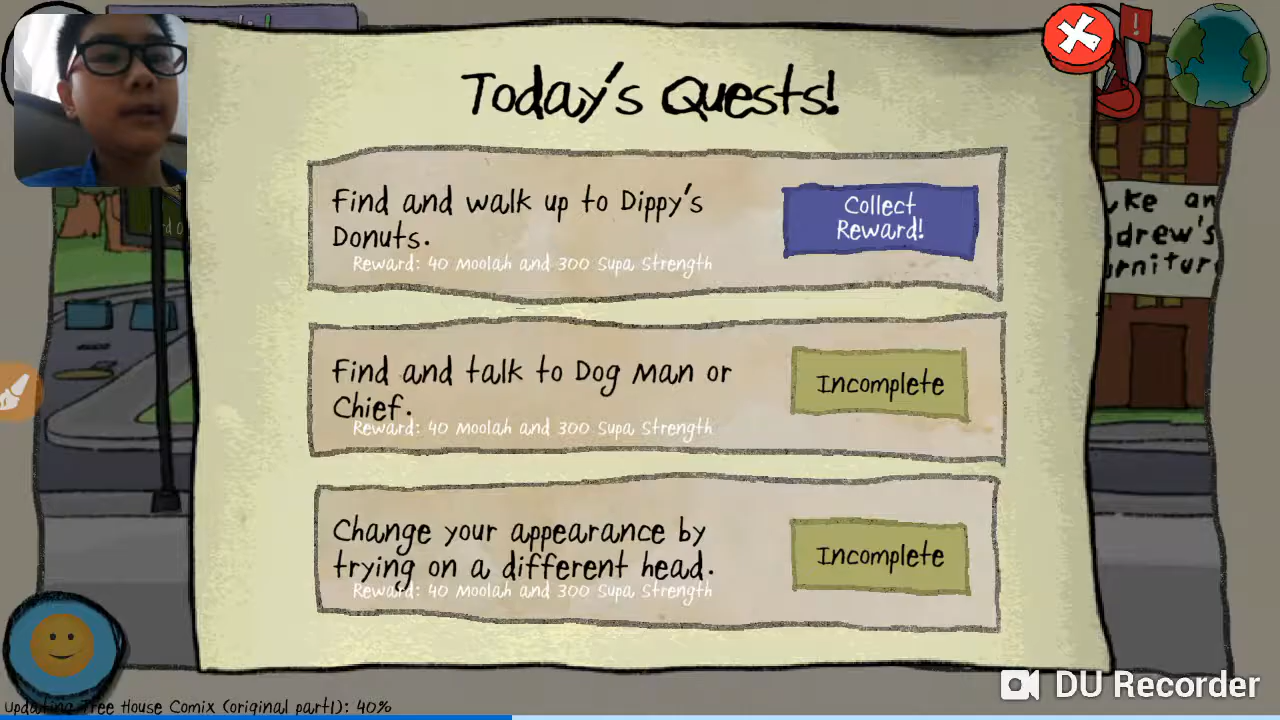 Today's Quests!
Find and walk up to Dippy's
Donuts.
Reward: 40 Moolah and 300 Supa Strength
Collect
Reward!
Find and talk to Dog Man or
Chief.
Reward: 40 Moolah and 300 Supa Strength
Incomplete
Change your appearance by
trying on a different head.
Reward: 40 Moolah and 300 Supa Strength
Incomplete
!
ke an
drew's
urnitur
DU Recorder
Updating Tree House Comix (original part1): 40%